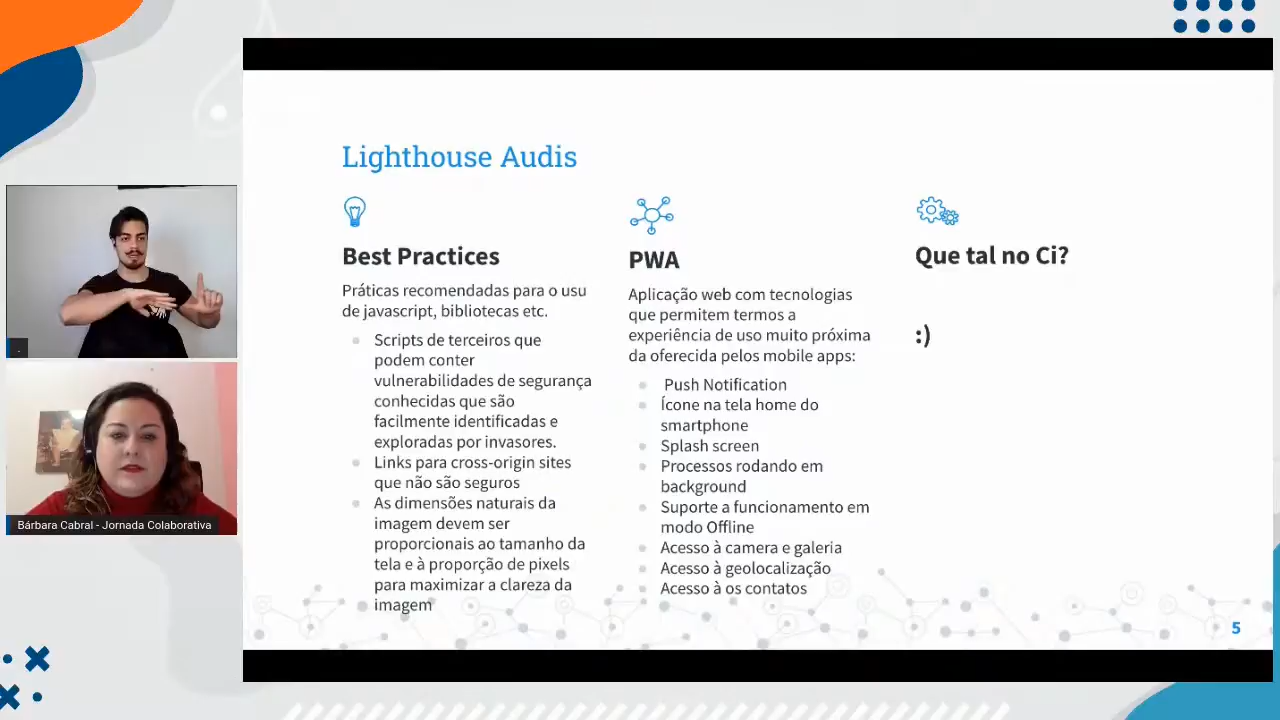 Lighthouse Audis
Best Practices
Práticas recomendadas para o usu
de javascript, bibliotecas etc.
Scripts de terceiros que
podem conter
vulnerabilidades de segurança
conhecidas que são
facilmente identificadas e
exploradas por invasores.
Links para cross-origin sites
que não são seguros
As dimensões naturais da
imagem devem ser
proporcionais ao tamanho da
tela e à proporção de pixels
para maximizar a clareza da
imagem
PWA
Aplicação web com tecnologias
que permitem termos a
experiência de uso muito próxima
da oferecida pelos mobile apps:
Push Notification
Ícone na tela home do
smartphone
Splash screen
Processos rodando em
background
Suporte a funcionamento em
modo Offline
Acesso à camera e galeria
Acesso à geolocalização
Acesso à os contatos
Que tal no Ci?
:)
5
.
Bárbara Cabral - Jornada Colaborativa